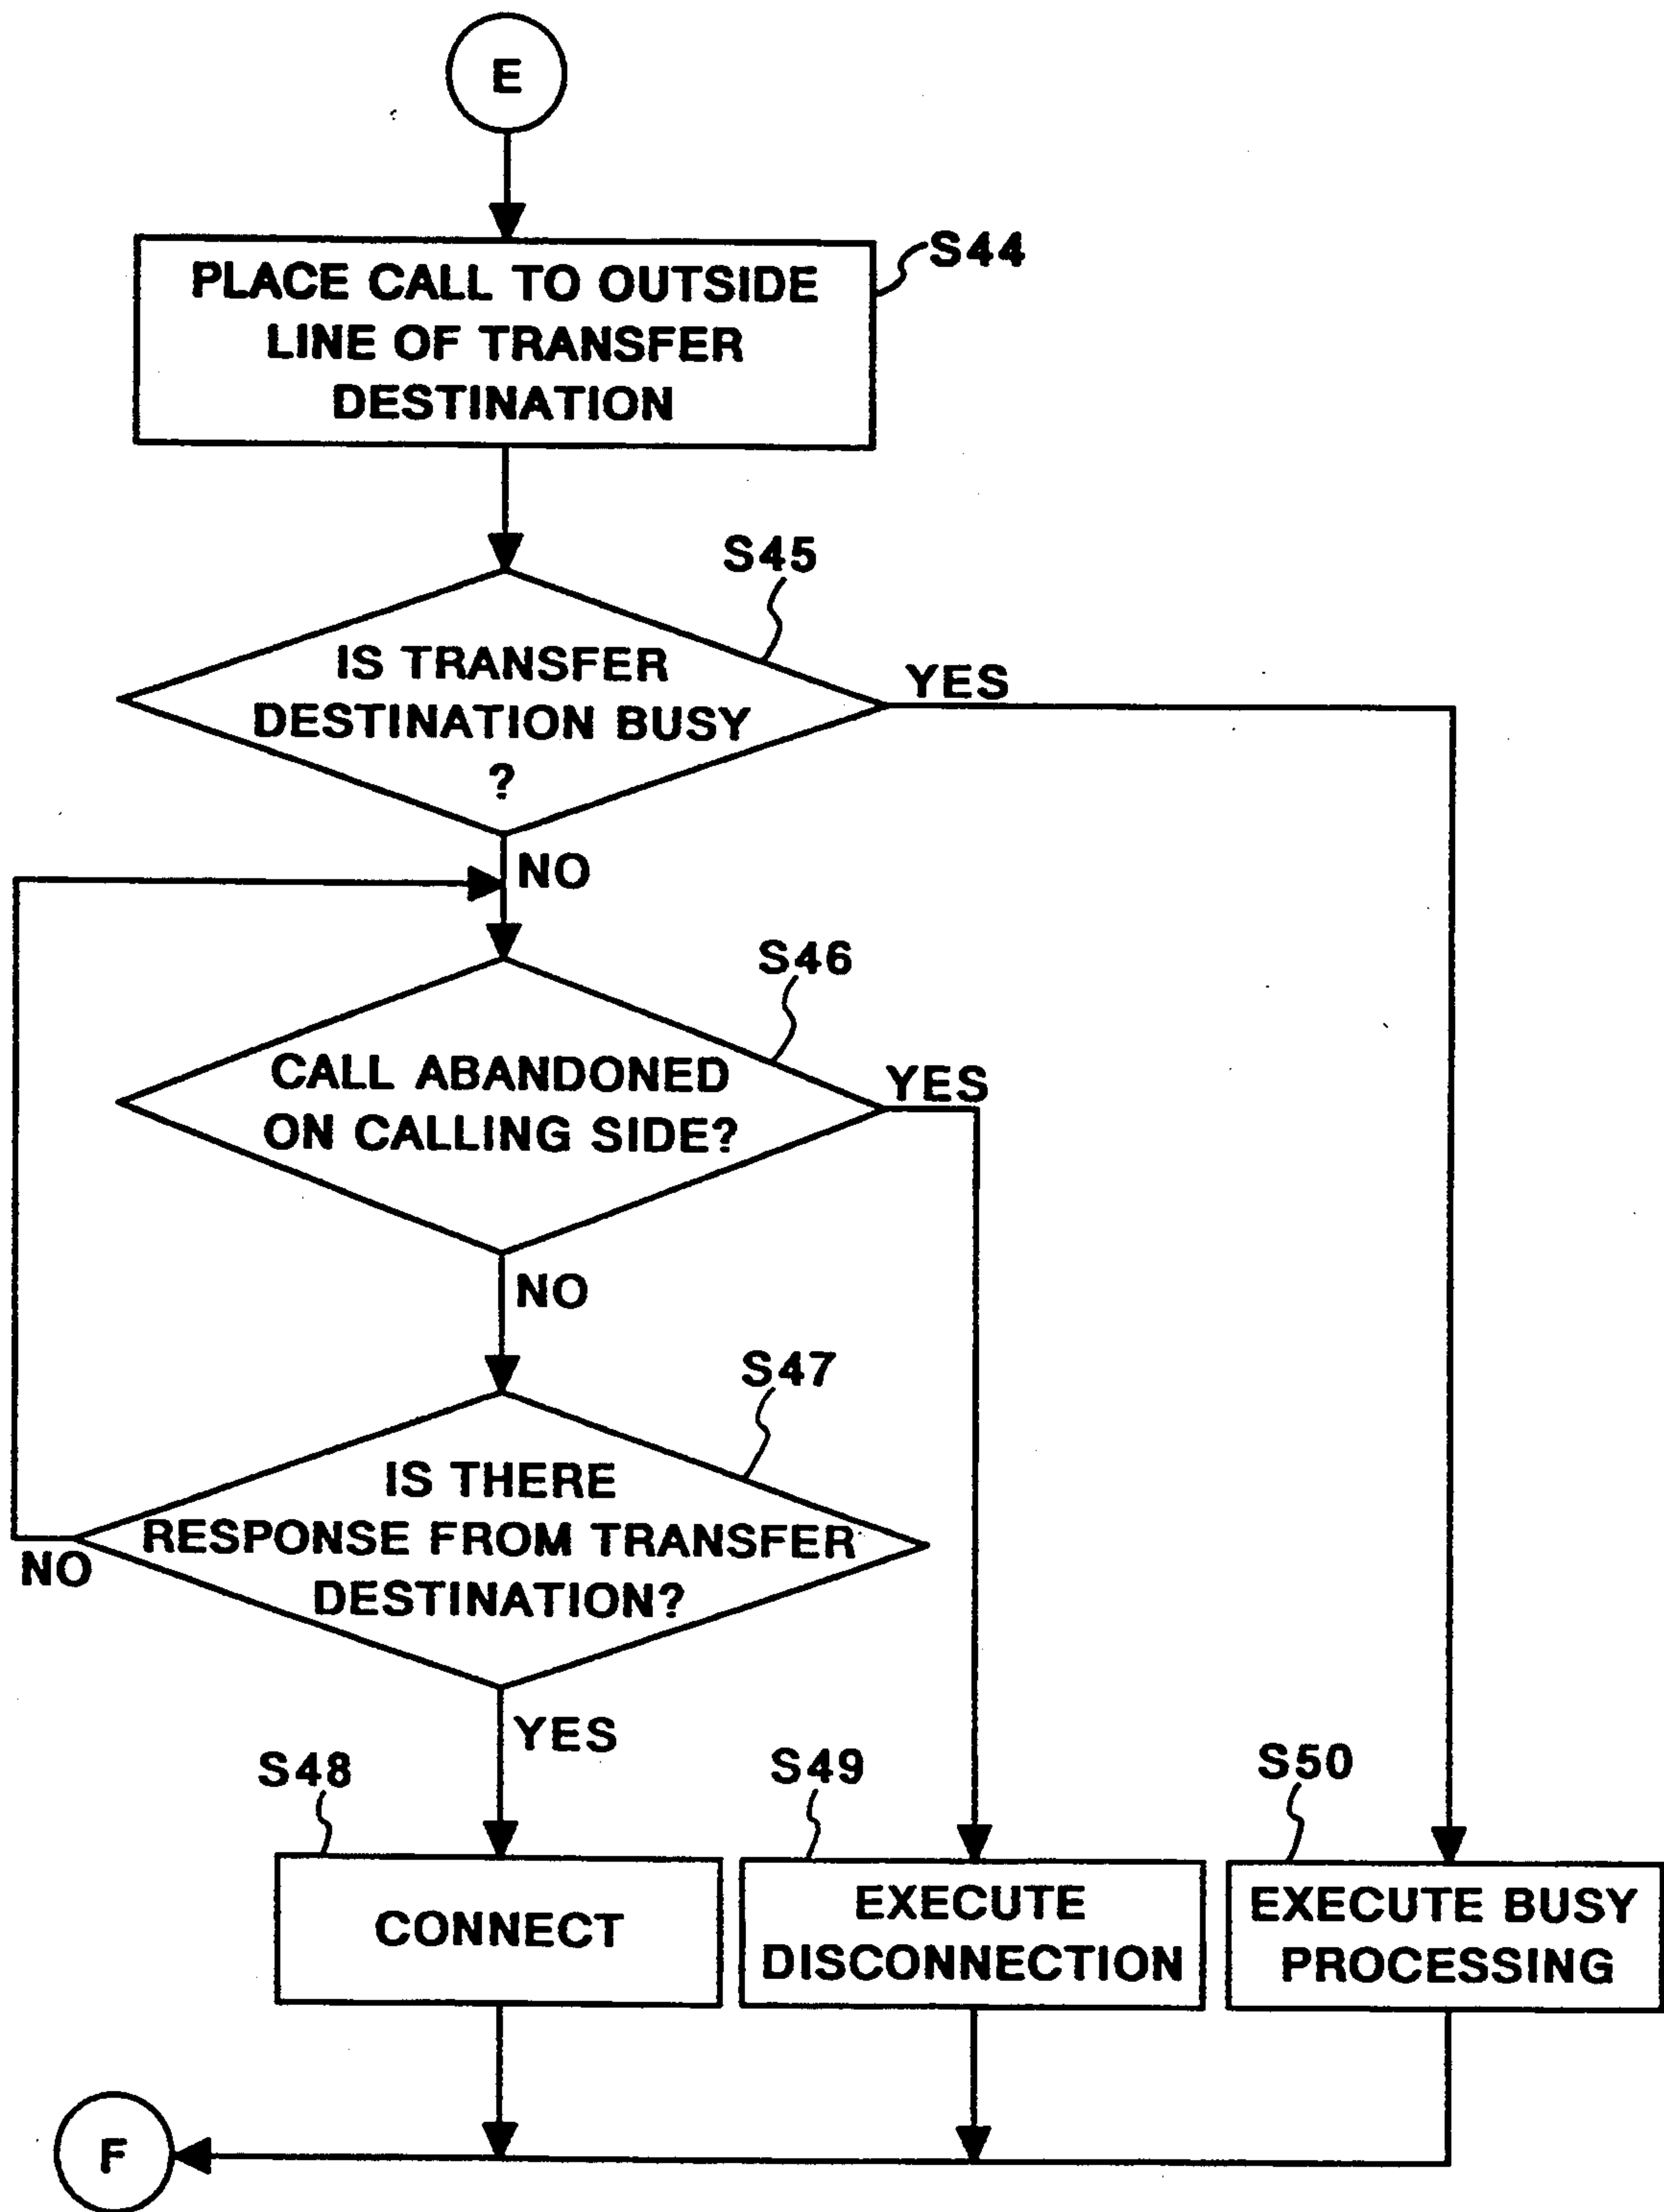 E
S44
PLACE CALL TO OUTSIDE
LINE OF TRANSFER
DESTINATION
S45
IS TRANSFER
DESTINATION BUSY
?
YES
NO
S46
CALL ABANDONED
ON CALLING SIDE?
YES
NO
S47
IS THERE
RESPONSE FROM TRANSFER
DESTINATION?
NO
YES
S48
CONNECT
S49
EXECUTE
DISCONNECTION
S50
EXECUTE BUSY
PROCESSING
F